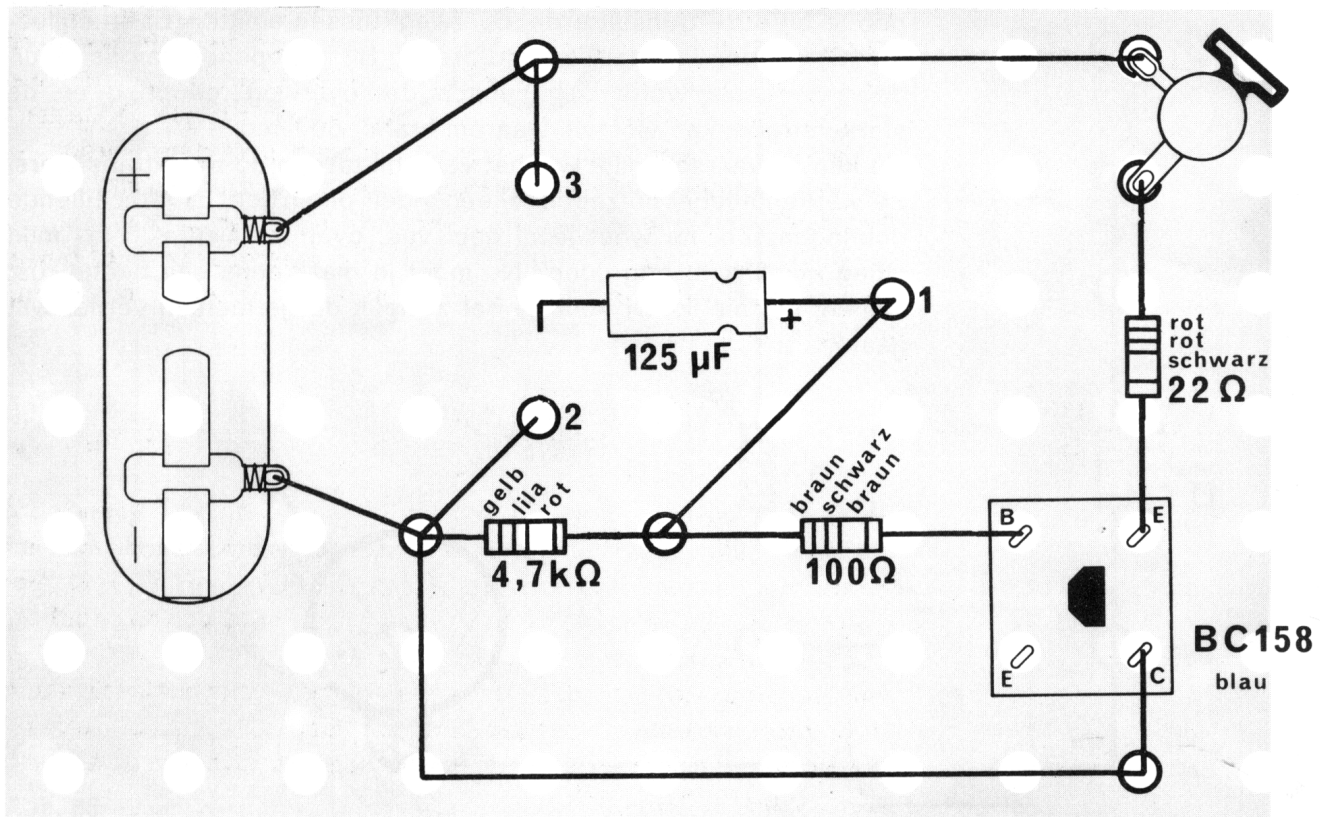 3
+
1
+
125 µF
rot
rot
schwarz
22 Ω
2
gelb
lila
rot
4,7kΩ
braun
schwarz
braun
100Ω
B
E
E
C
BC158
blau
−